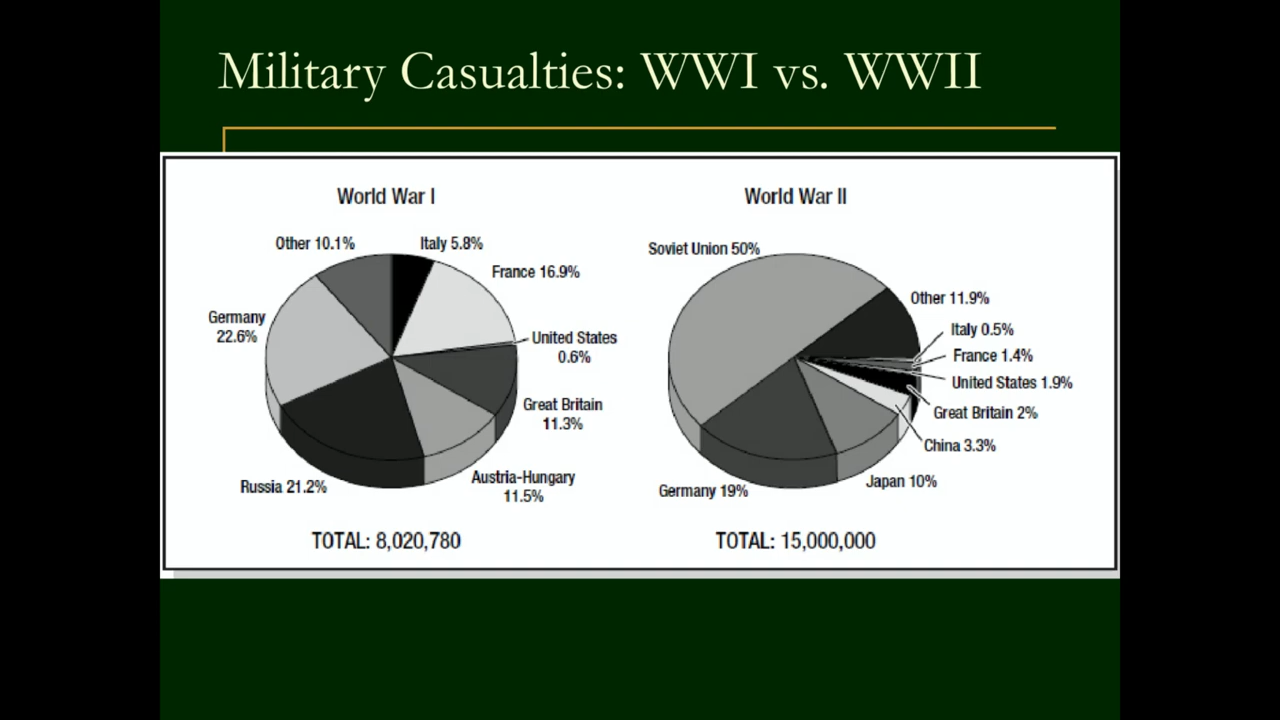 Military Casualties: WWI vs. WWII
World War I
Other 10.1%
Italy 5.8%
France 16.9%
Germany
22.6%
United States
0.6%
Great Britain
11.3%
Austria-Hungary
11.5%
Russia 21.2%
TOTAL: 8,020,780
World War II
Soviet Union 50%
Other 11.9%
Italy 0.5%
France 1.4%
United States 1.9%
Great Britain 2%
China 3.3%
Japan 10%
Germany 19%
TOTAL: 15,000,000